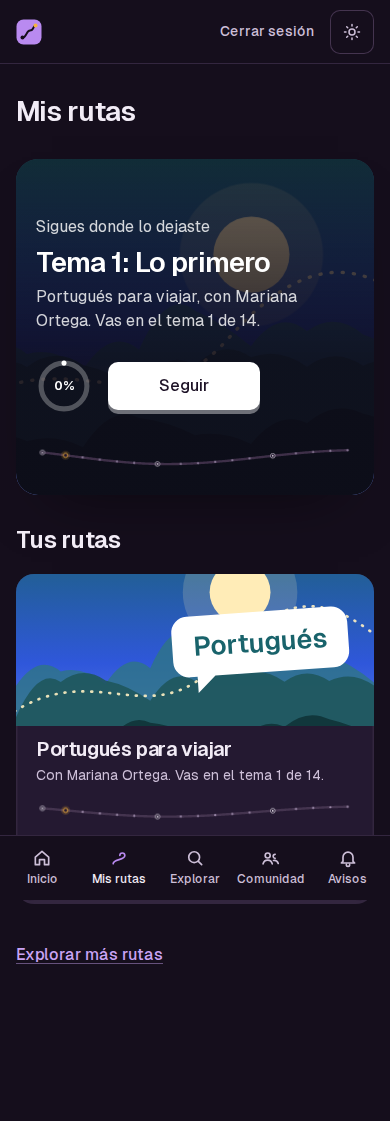 Cerrar sesión
Mis rutas
Sigues donde lo dejaste
Tema 1: Lo primero
Portugués para viajar, con Mariana
Ortega. Vas en el tema 1 de 14.
0%
Seguir
Tus rutas
Portugués
Portugués para viajar
Con Mariana Ortega. Vas en el tema 1 de 14.
Inicio
Mis rutas
Explorar
Comunidad
Avisos
Explorar más rutas